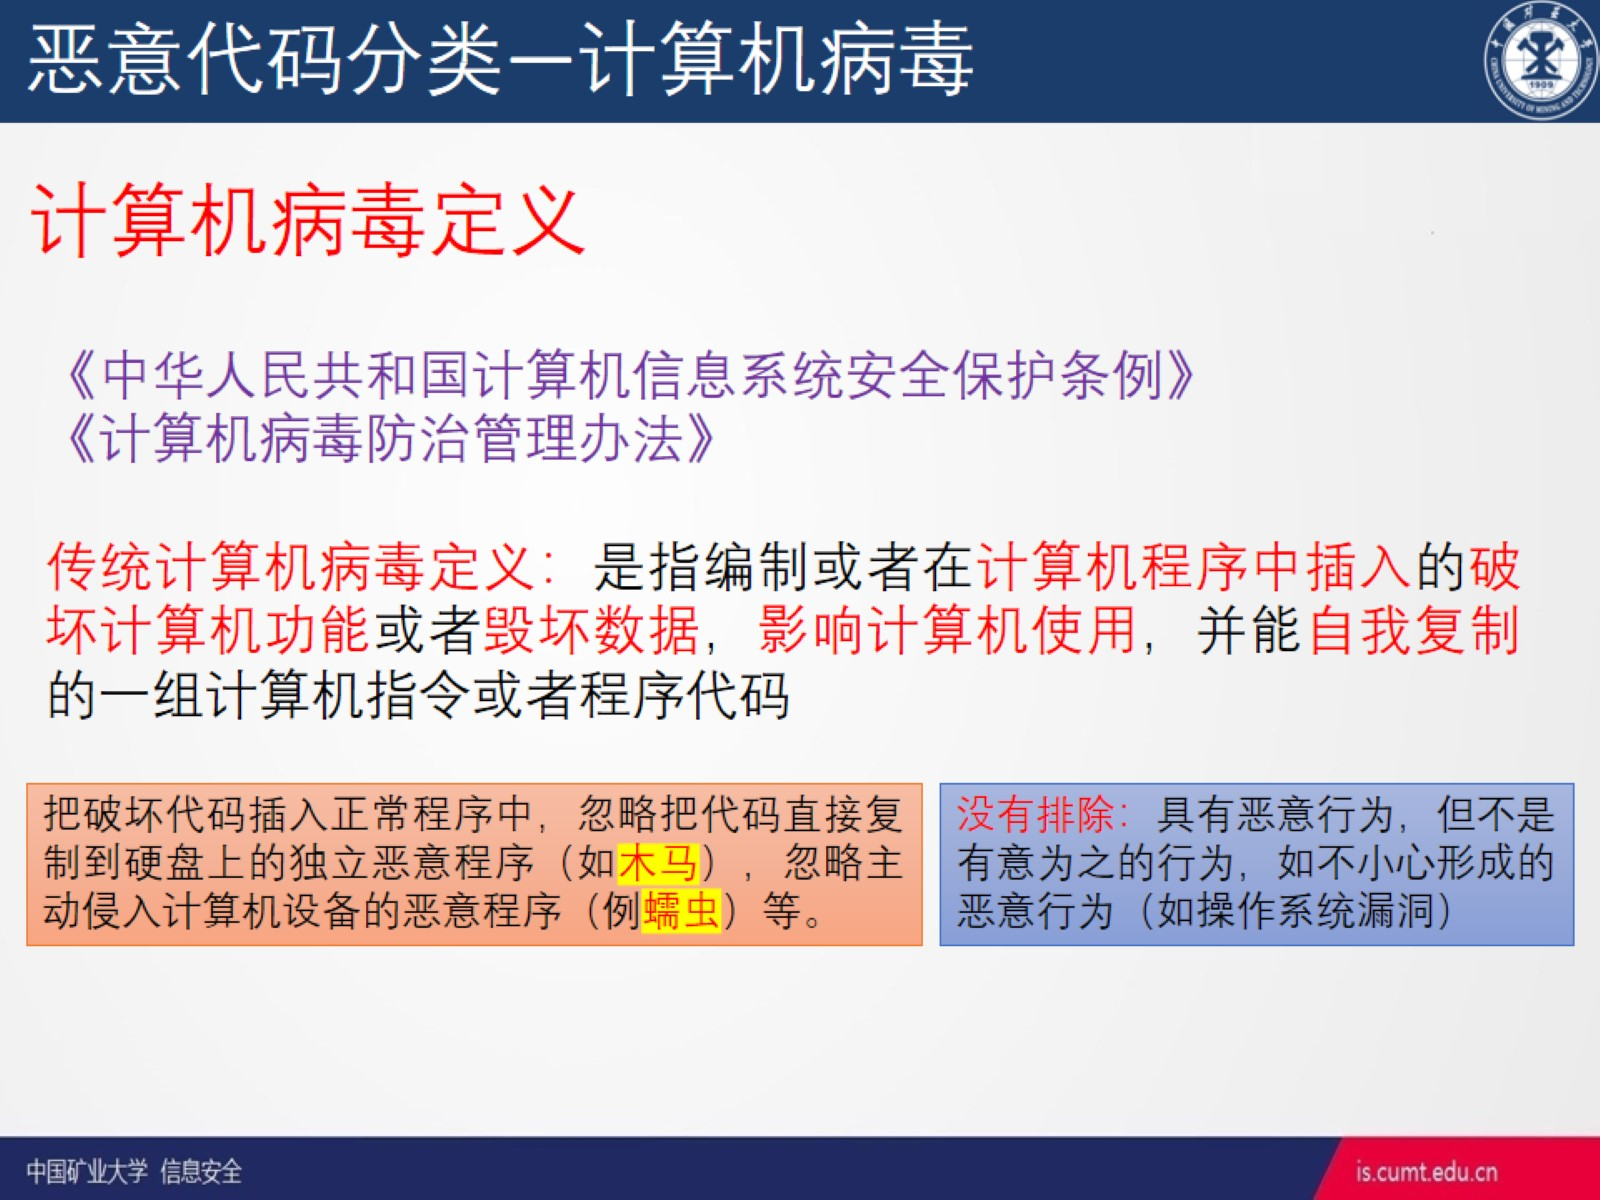 恶意代码分类—计算机病毒
1909
CHINA UNIVERSITY OF MINING AND TECHNOLOGY
计算机病毒定义
《中华人民共和国计算机信息系统安全保护条例》
《计算机病毒防治管理办法》
传统计算机病毒定义：是指编制或者在计算机程序中插入的破
坏计算机功能或者毁坏数据，影响计算机使用，并能自我复制
的一组计算机指令或者程序代码
把破坏代码插入正常程序中，忽略把代码直接复
制到硬盘上的独立恶意程序（如木马），忽略主
动侵入计算机设备的恶意程序（例蠕虫）等。
没有排除：具有恶意行为，但不是
有意为之的行为，如不小心形成的
恶意行为（如操作系统漏洞）
中国矿业大学 信息安全
is.cumt.edu.cn